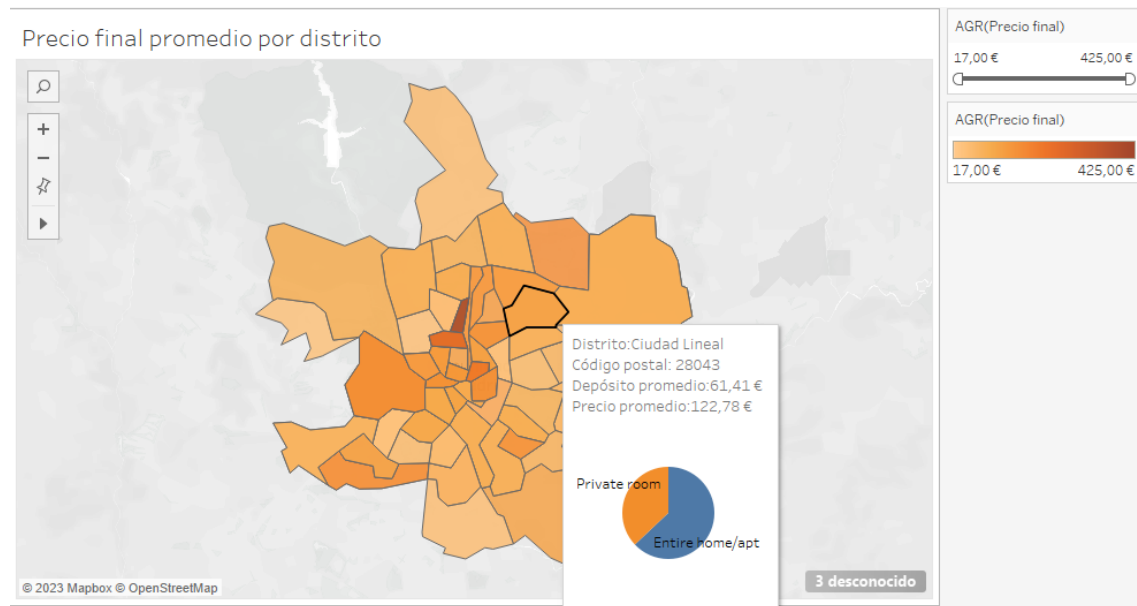 Precio final promedio por distrito
AGR(Precio final)
17,00 €
425,00 €
AGR(Precio final)
17,00 €
425,00 €
Distrito:Ciudad Lineal
Código postal: 28043
Depósito promedio:61,41 €
Precio promedio:122,78 €
Private room
Entire home/apt
© 2023 Mapbox © OpenStreetMap
3 desconocido